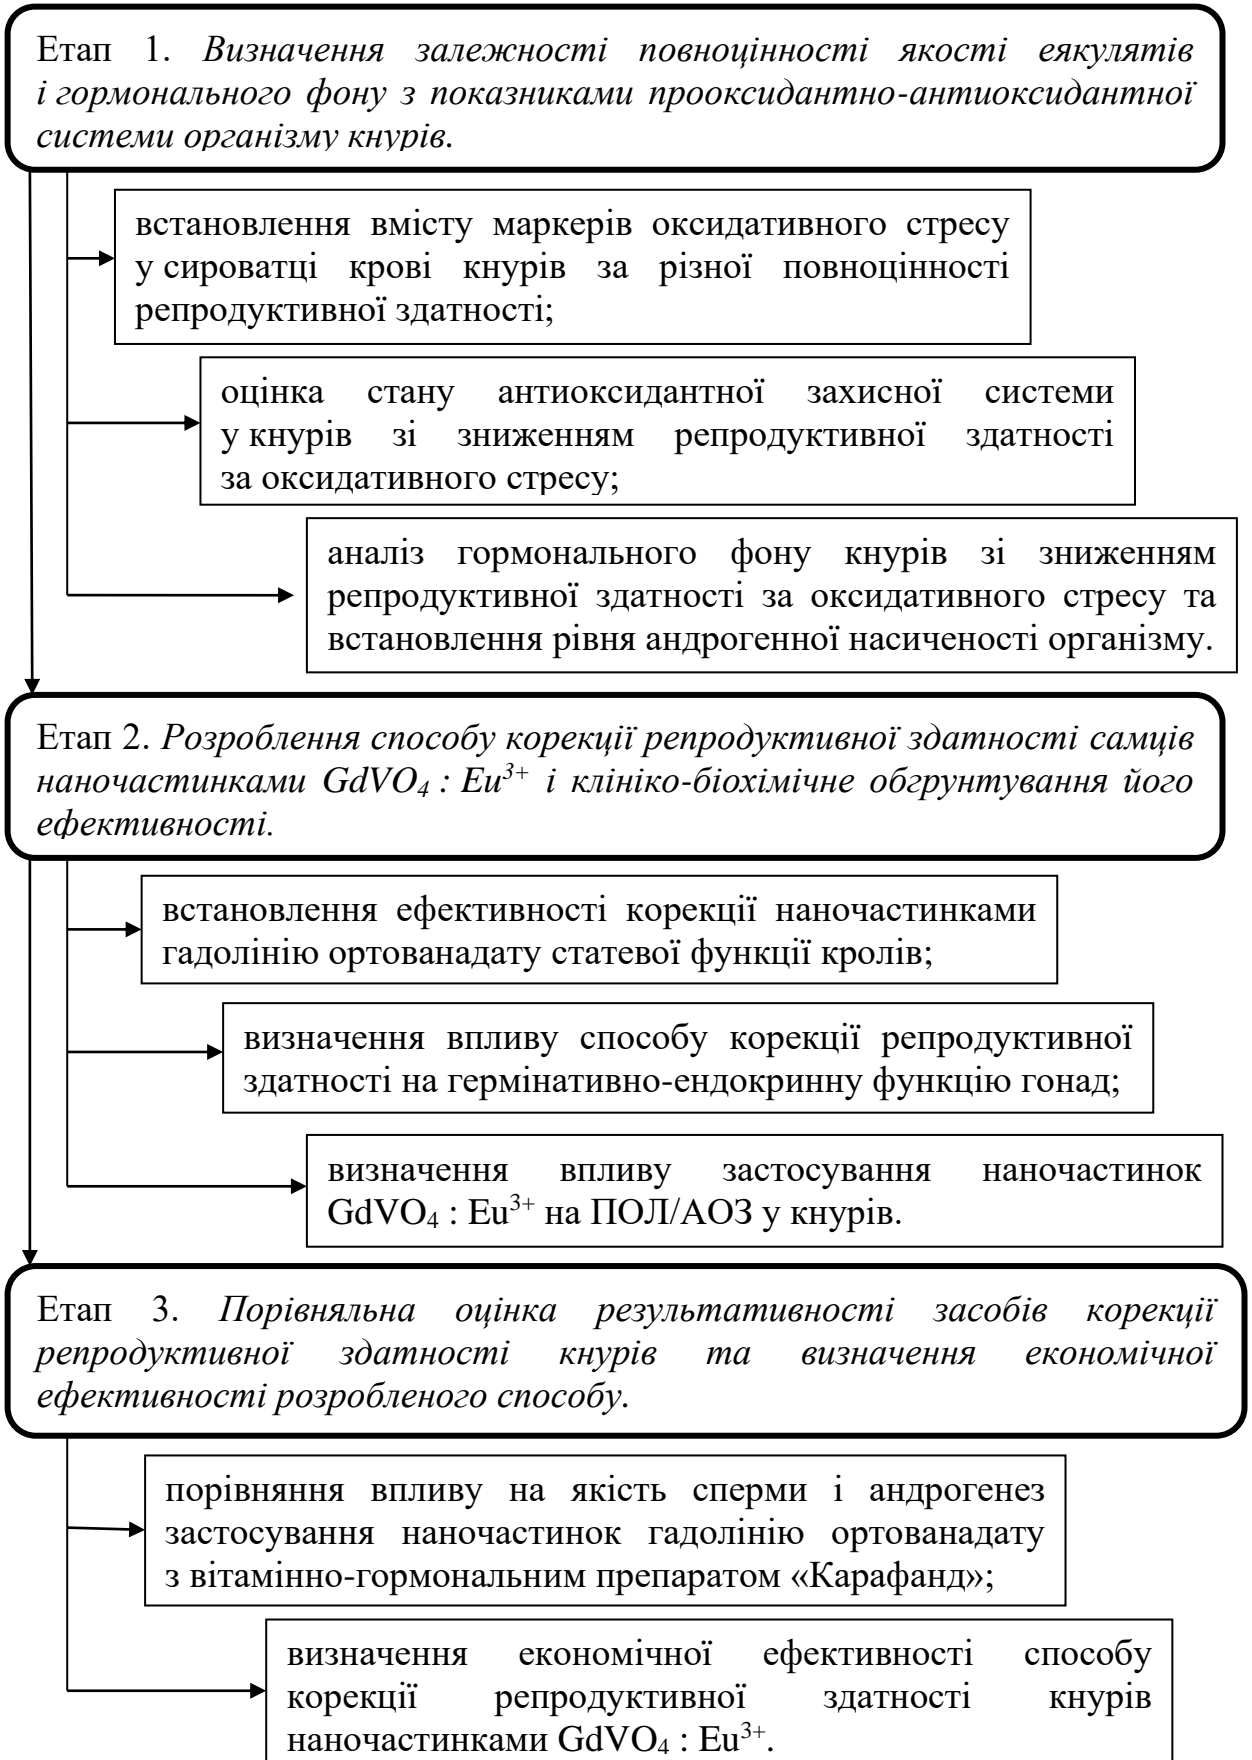 Етап 1. Визначення залежності повноцінності якості еякулятів
і гормонального фону з показниками прооксидантно-антиоксидантної
системи організму кнурів.
встановлення вмісту маркерів оксидативного стресу
у сироватці крові кнурів за різної повноцінності
репродуктивної здатності;
оцінка стану антиоксидантної захисної системи
у кнурів зі зниженням репродуктивної здатності
за оксидативного стресу;
аналіз гормонального фону кнурів зі зниженням
репродуктивної здатності за оксидативного стресу та
встановлення рівня андрогенної насиченості організму.
Етап 2. Розроблення способу корекції репродуктивної здатності самців
наночастинками GdVO₄ : Eu³⁺ і клініко-біохімічне обгрунтування його
ефективності.
встановлення ефективності корекції наночастинками
гадолінію ортованадату статевої функції кролів;
визначення впливу способу корекції репродуктивної
здатності на гермінативно-ендокринну функцію гонад;
визначення впливу застосування наночастинок
GdVO₄ : Eu³⁺ на ПОЛ/АОЗ у кнурів.
Етап 3. Порівняльна оцінка результативності засобів корекції
репродуктивної здатності кнурів та визначення економічної
ефективності розробленого способу.
порівняння впливу на якість сперми і андрогенез
застосування наночастинок гадолінію ортованадату
з вітамінно-гормональним препаратом «Карафанд»;
визначення економічної ефективності способу
корекції репродуктивної здатності кнурів
наночастинками GdVO₄ : Eu³⁺.